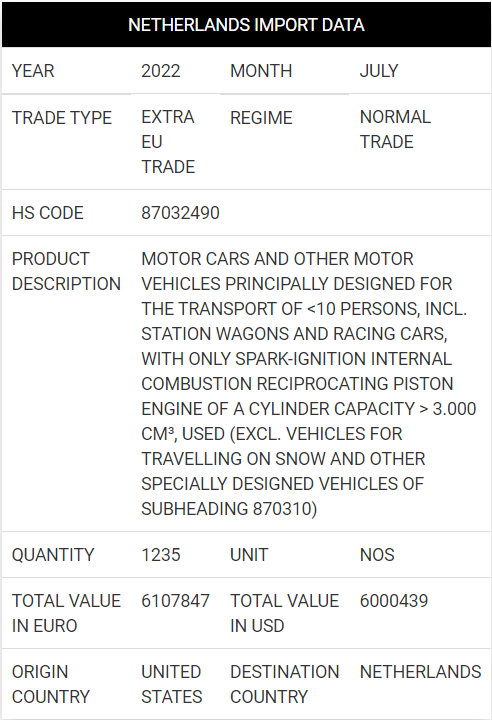 NETHERLANDS IMPORT DATA
YEAR 2022 MONTH JULY
TRADE TYPE EXTRA EU TRADE REGIME NORMAL TRADE
HS CODE 87032490
PRODUCT DESCRIPTION
MOTOR CARS AND OTHER MOTOR
VEHICLES PRINCIPALLY DESIGNED FOR
THE TRANSPORT OF <10 PERSONS, INCL.
STATION WAGONS AND RACING CARS,
WITH ONLY SPARK-IGNITION INTERNAL
COMBUSTION RECIPROCATING PISTON
ENGINE OF A CYLINDER CAPACITY > 3.000
CM³, USED (EXCL. VEHICLES FOR
TRAVELLING ON SNOW AND OTHER
SPECIALLY DESIGNED VEHICLES OF
SUBHEADING 870310)
QUANTITY 1235 UNIT NOS
TOTAL VALUE IN EURO 6107847 TOTAL VALUE IN USD 6000439
ORIGIN COUNTRY UNITED STATES DESTINATION COUNTRY NETHERLANDS